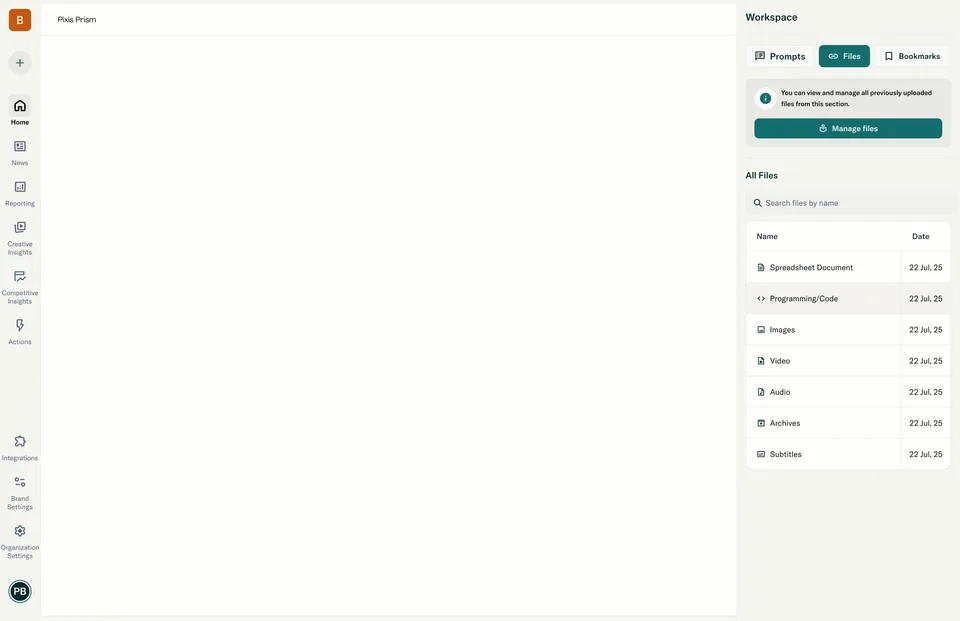 B
Pixis Prism
Home
News
Reporting
Creative
Insights
Competitive
Insights
Actions
Integrations
Brand
Settings
Organization
Settings
PB
Workspace
Prompts
Files
Bookmarks
You can view and manage all previously uploaded
files from this section.
Manage files
All Files
Search files by name
Name Date
Spreadsheet Document 22 Jul, 25
Programming/Code 22 Jul, 25
Images 22 Jul, 25
Video 22 Jul, 25
Audio 22 Jul, 25
Archives 22 Jul, 25
Subtitles 22 Jul, 25